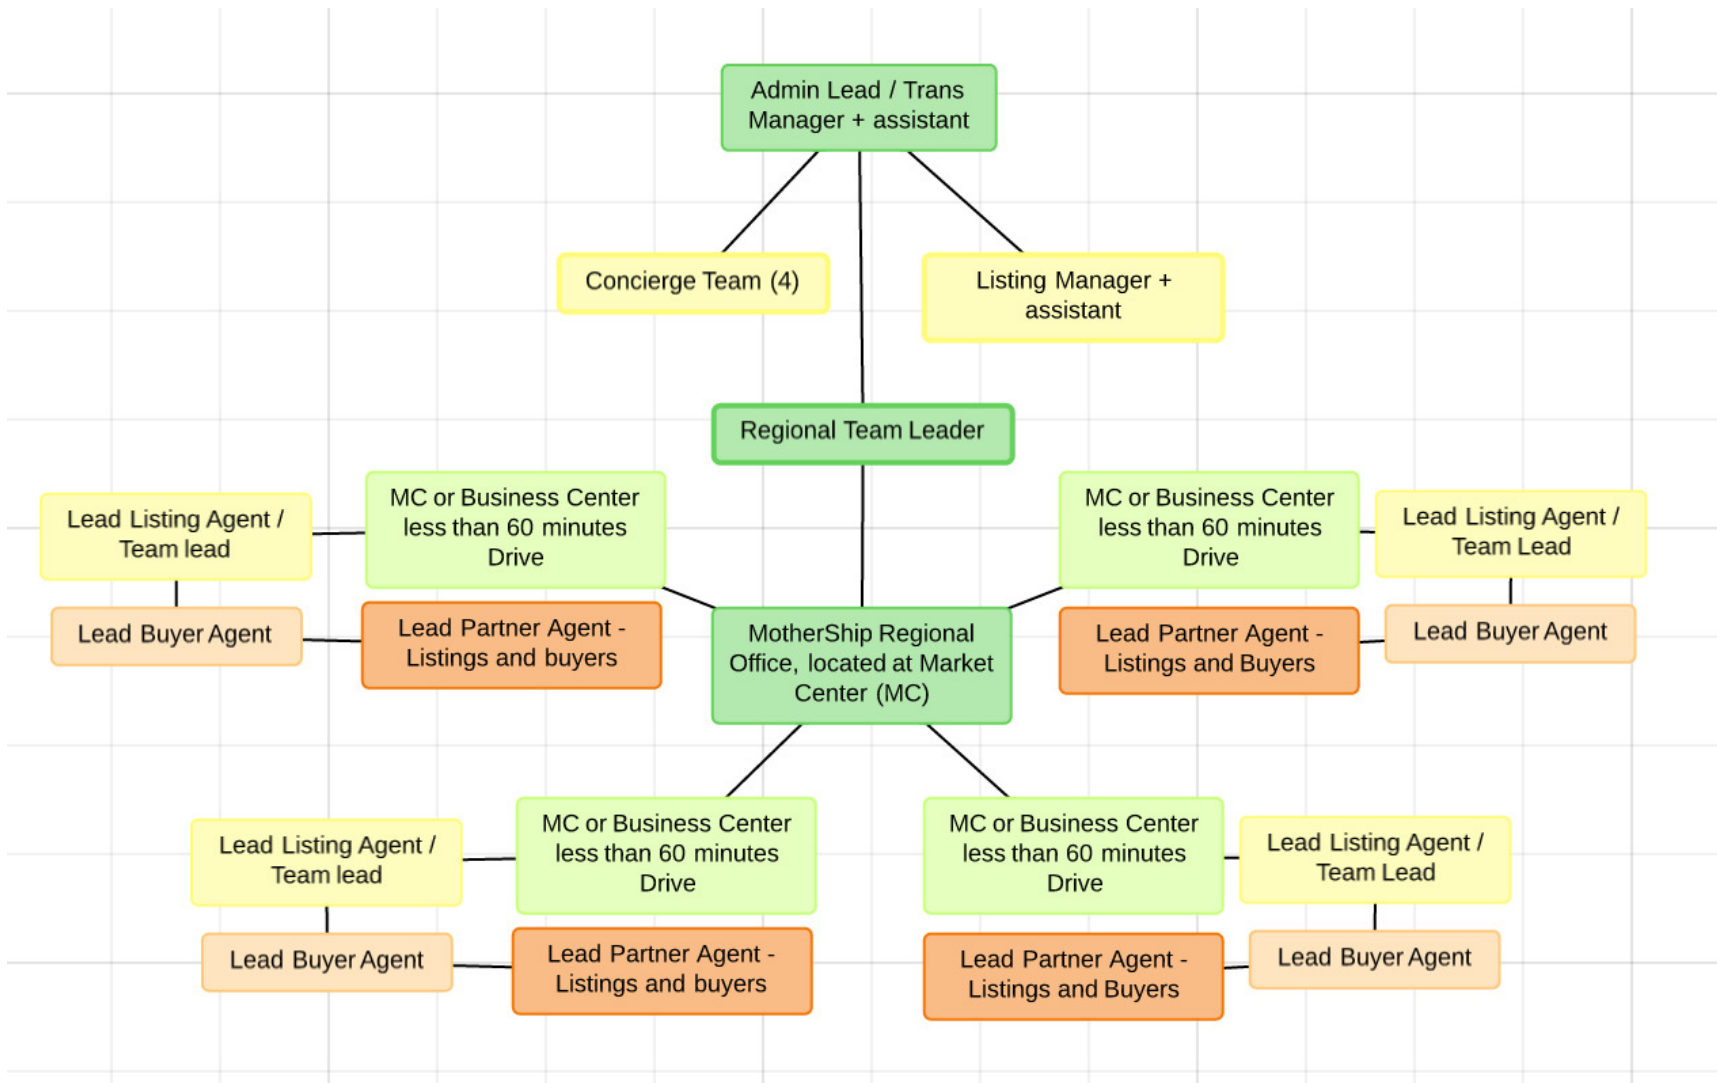 Admin Lead / Trans
Manager + assistant
Concierge Team (4)
Listing Manager +
assistant
Regional Team Leader
Lead Listing Agent /
Team lead
MC or Business Center
less than 60 minutes
Drive
MC or Business Center
less than 60 minutes
Drive
Lead Listing Agent /
Team Lead
Lead Buyer Agent
Lead Partner Agent -
Listings and buyers
MotherShip Regional
Office, located at Market
Center (MC)
Lead Partner Agent -
Listings and Buyers
Lead Buyer Agent
Lead Listing Agent /
Team lead
MC or Business Center
less than 60 minutes
Drive
MC or Business Center
less than 60 minutes
Drive
Lead Listing Agent /
Team Lead
Lead Buyer Agent
Lead Partner Agent -
Listings and buyers
Lead Partner Agent -
Listings and Buyers
Lead Buyer Agent